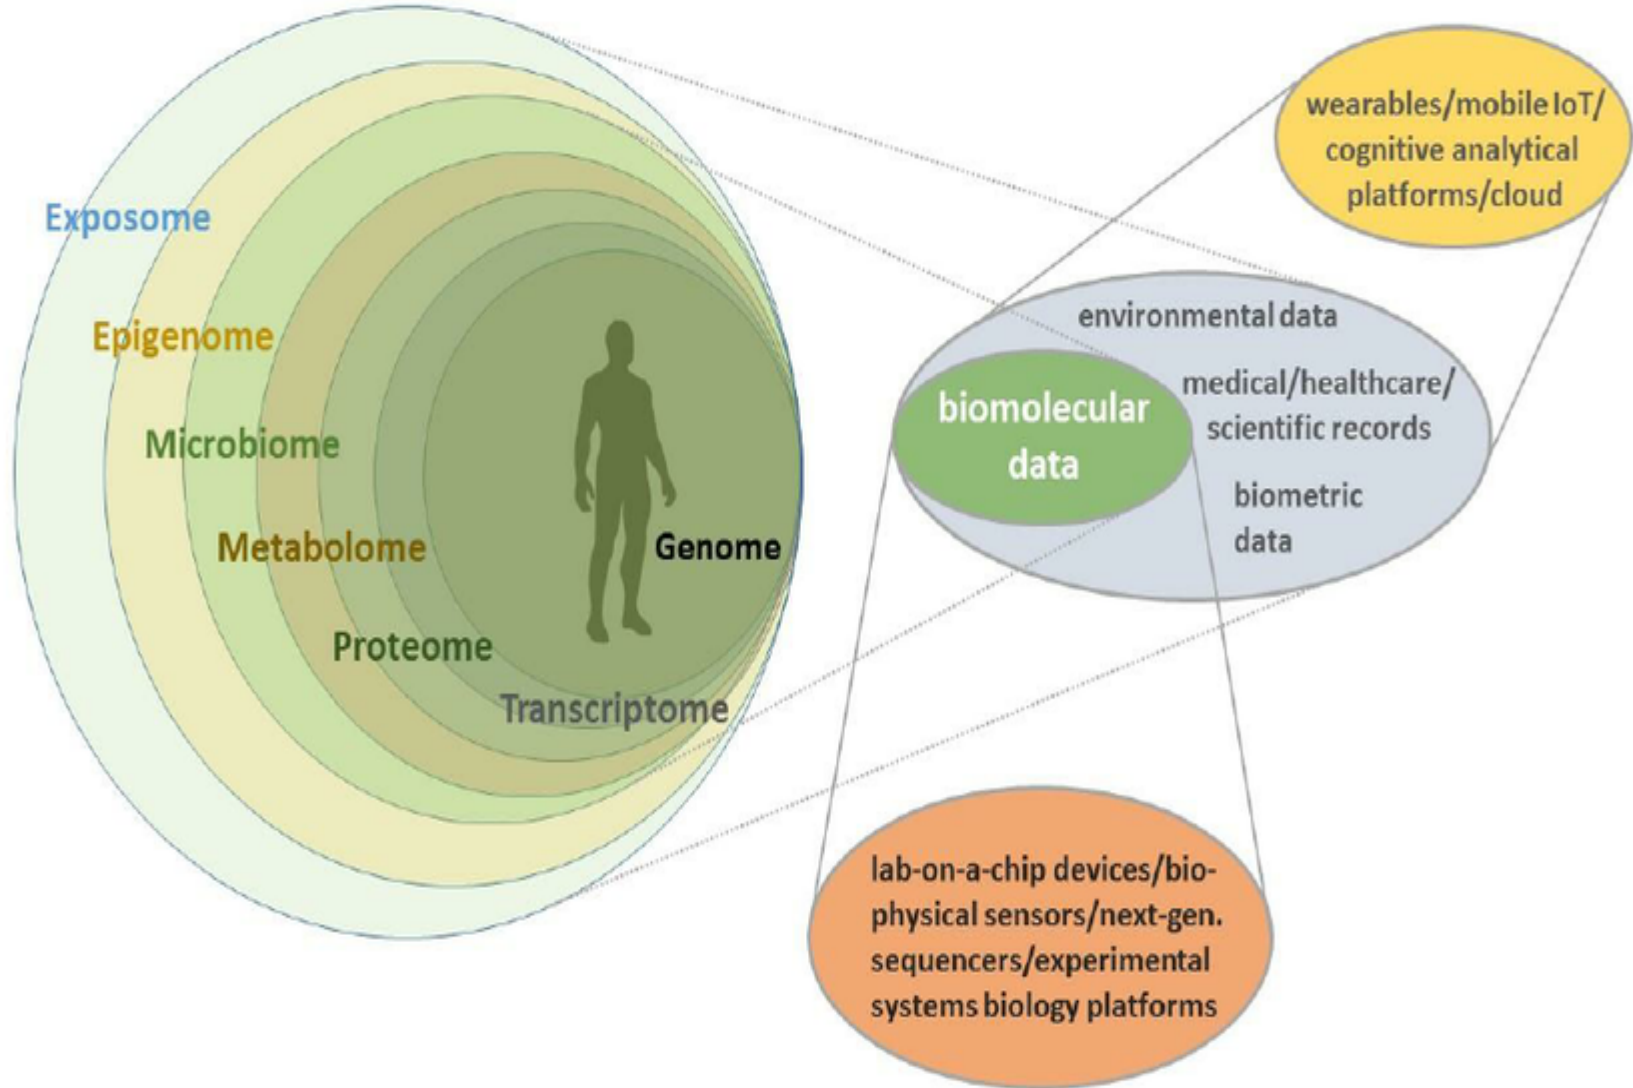 Exposome
Epigenome
Microbiome
Metabolome
Genome
Proteome
Transcriptome
wearables/mobile IoT/
cognitive analytical
platforms/cloud
environmental data
medical/healthcare/
scientific records
biometric
data
biomolecular
data
lab-on-a-chip devices/bio-
physical sensors/next-gen.
sequencers/experimental
systems biology platforms